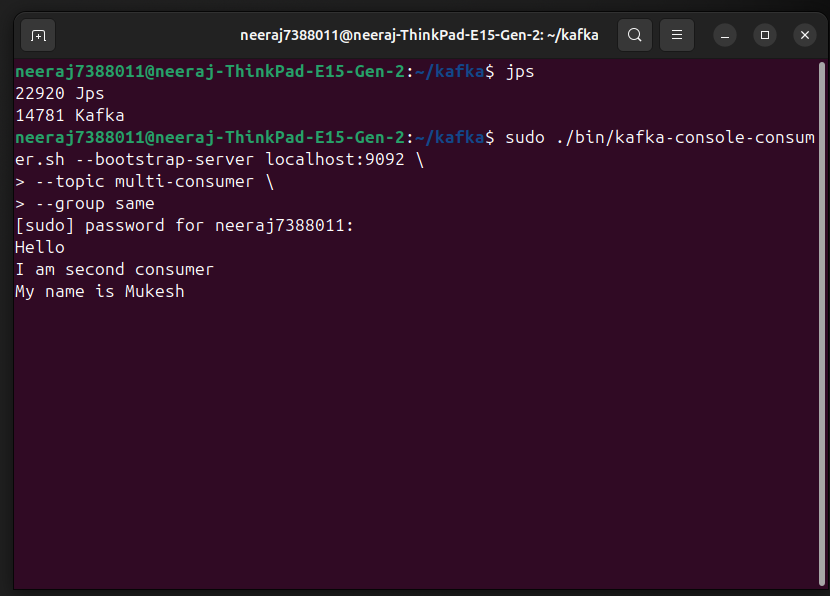 neeraj7388011@neeraj-ThinkPad-E15-Gen-2: ~/kafka
neeraj7388011@neeraj-ThinkPad-E15-Gen-2:~/kafka$ jps
22920 Jps
14781 Kafka
neeraj7388011@neeraj-ThinkPad-E15-Gen-2:~/kafka$ sudo ./bin/kafka-console-consum
er.sh --bootstrap-server localhost:9092 \
> --topic multi-consumer \
> --group same
[sudo] password for neeraj7388011:
Hello
I am second consumer
My name is Mukesh